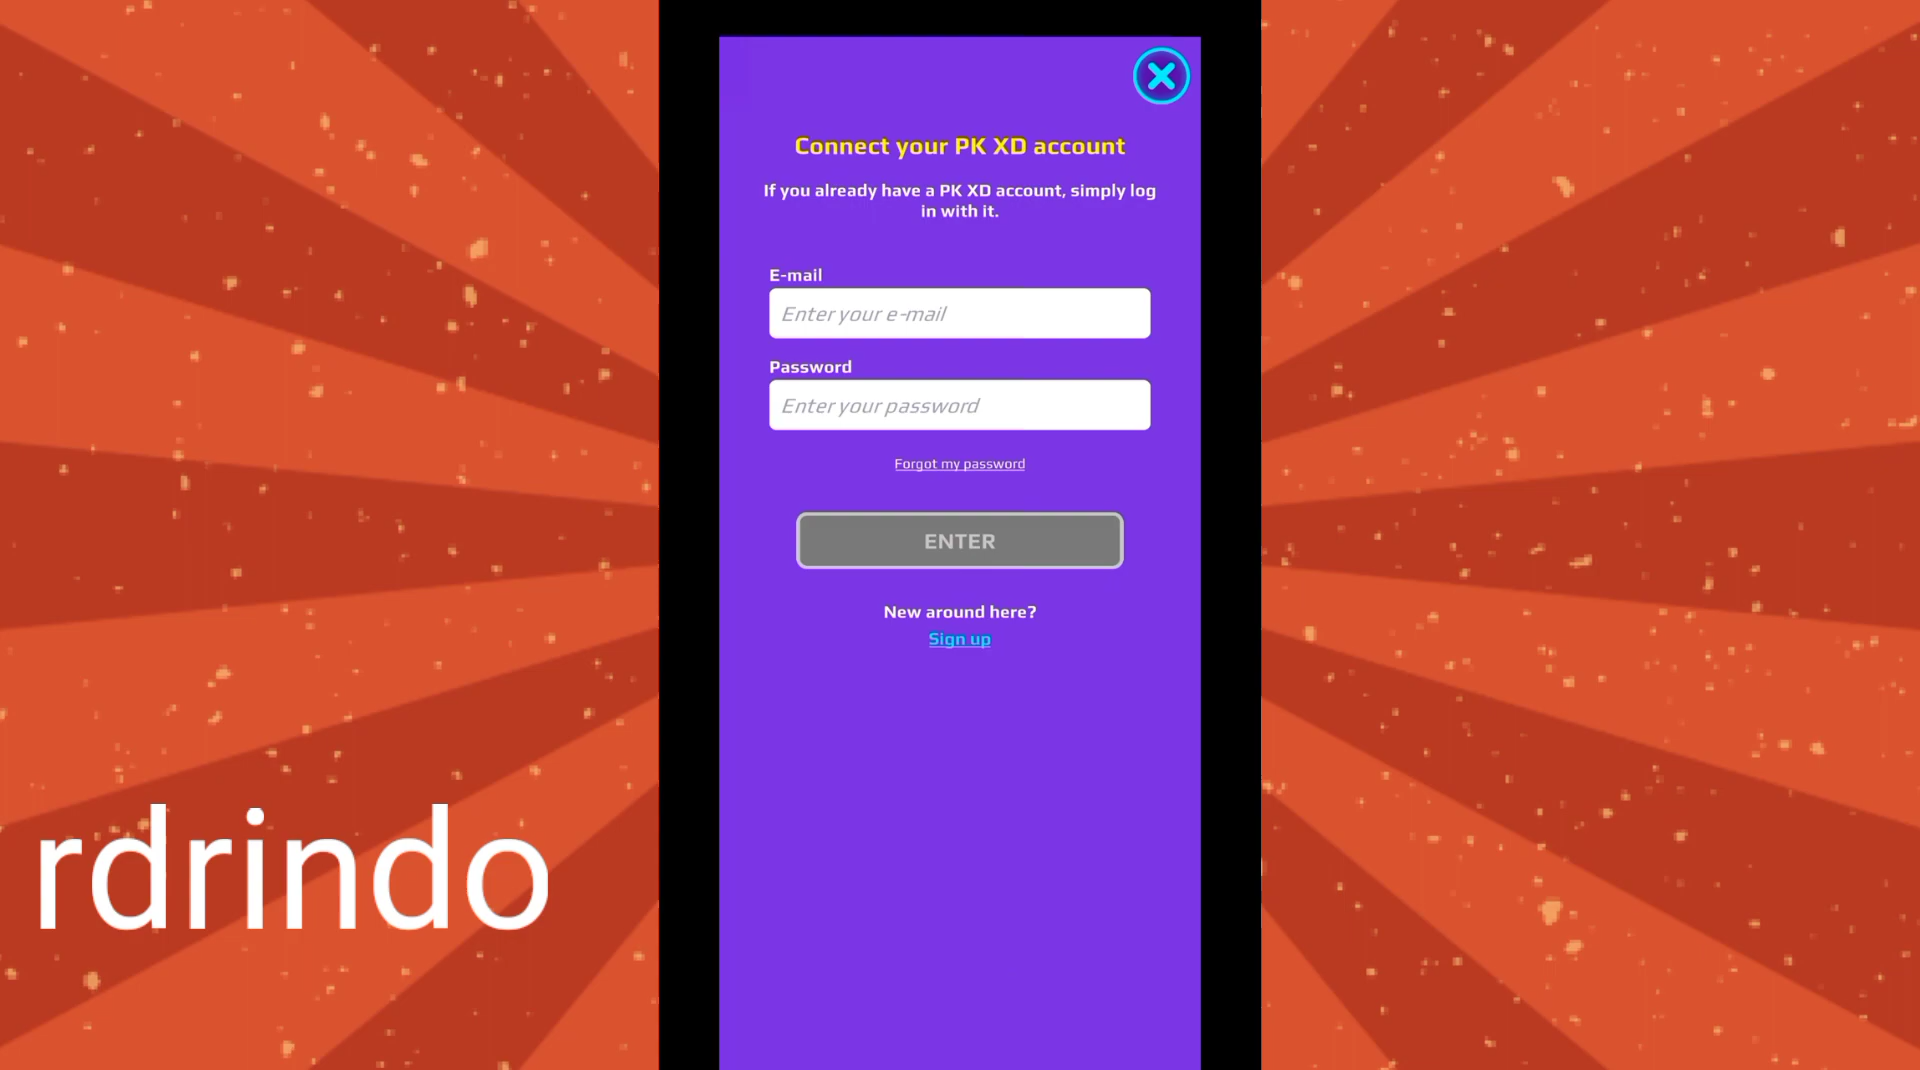 Connect your PK XD account
If you already have a PK XD account, simply log
in with it.
E-mail
Enter your e-mail
Password
Enter your password
Forgot my password
ENTER
New around here?
Sign up
rdrindo